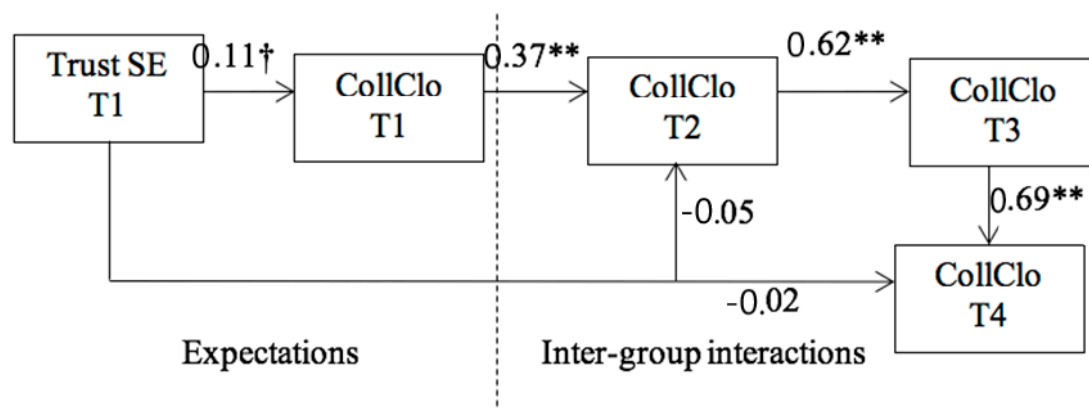 Trust SE
T1
0.11†
CollClo
T1
0.37**
CollClo
T2
0.62**
CollClo
T3
-0.05
0.69**
CollClo
T4
-0.02
Expectations
Inter-group interactions